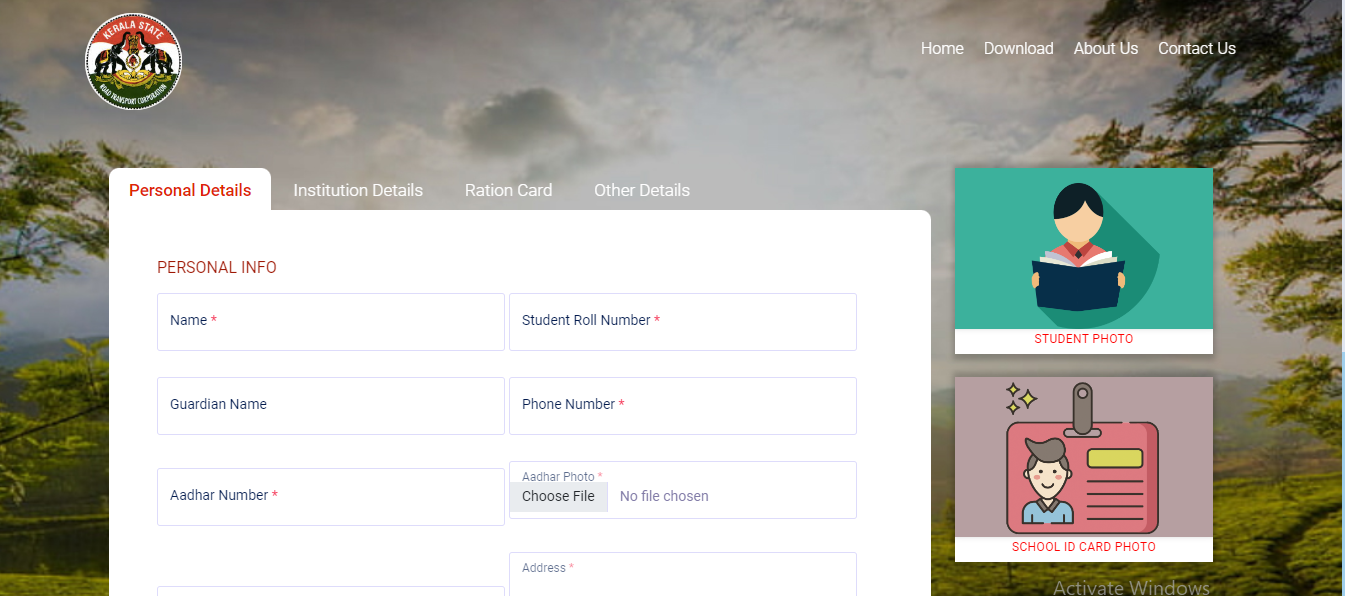 KERALA STATE
ROAD TRANSPORT CORPORATION
Home Download About Us Contact Us
Personal Details Institution Details Ration Card Other Details
PERSONAL INFO
Name *
Student Roll Number *
Guardian Name
Phone Number *
Aadhar Number *
Aadhar Photo *
Choose File No file chosen
Address *
STUDENT PHOTO
SCHOOL ID CARD PHOTO
Activate Windows